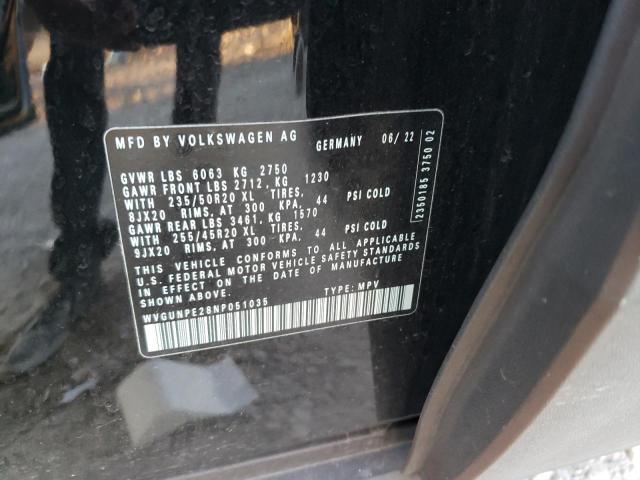 MFD BY VOLKSWAGEN AG GERMANY 06/ 22
GVWR LBS 6063 KG 2750
GAWR FRONT LBS 2712, KG 1230
WITH 235/50R20 XL TIRES,
8JX20 RIMS, AT 300 KPA, 44 PSI COLD
GAWR REAR LBS 3461, KG 1570
WITH 255/45R20 XL TIRES,
9JX20 RIMS, AT 300 KPA, 44 PSI COLD
THIS VEHICLE CONFORMS TO ALL APPLICABLE
U.S. FEDERAL MOTOR VEHICLE SAFETY STANDARDS
IN EFFECT ON THE DATE OF MANUFACTURE
SHOWN ABOVE.
WVGUNPE28NP051035 TYPE: MPV
2350185 3750 02